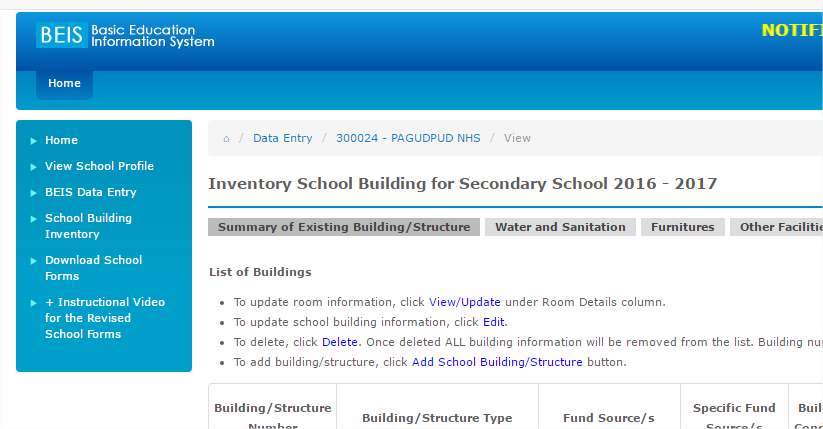 BEIS Basic Education
Information System
Home
Home
View School Profile
BEIS Data Entry
School Building
Inventory
Download School
Forms
+ Instructional Video
for the Revised
School Forms
Data Entry / 300024 - PAGUDPUD NHS / View
Inventory School Building for Secondary School 2016 - 2017
Summary of Existing Building/Structure Water and Sanitation Furnitures Other
List of Buildings
To update room information, click View/Update under Room Details column.
To update school building information, click Edit.
To delete, click Delete. Once deleted ALL building information will be removed from the list. Building
To add building/structure, click Add School Building/Structure button.
Building/Structure
Number
Building/Structure Type
Fund Source/s
Specific Fund
Source/s